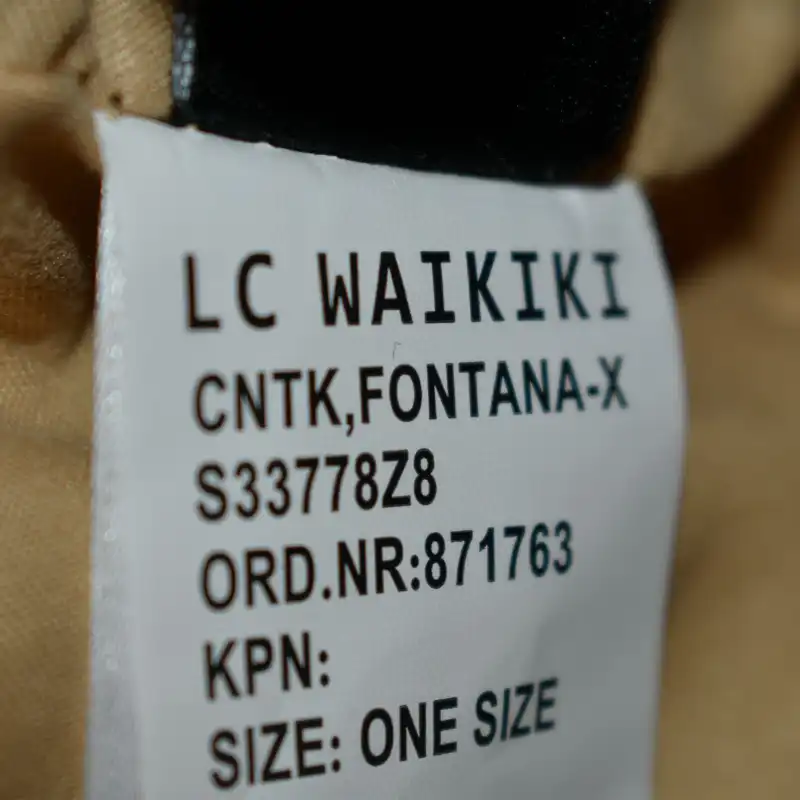 LC WAIKIKI
CNTK,FONTANA-X
S33778Z8
ORD.NR:871763
KPN:
SIZE: ONE SIZE